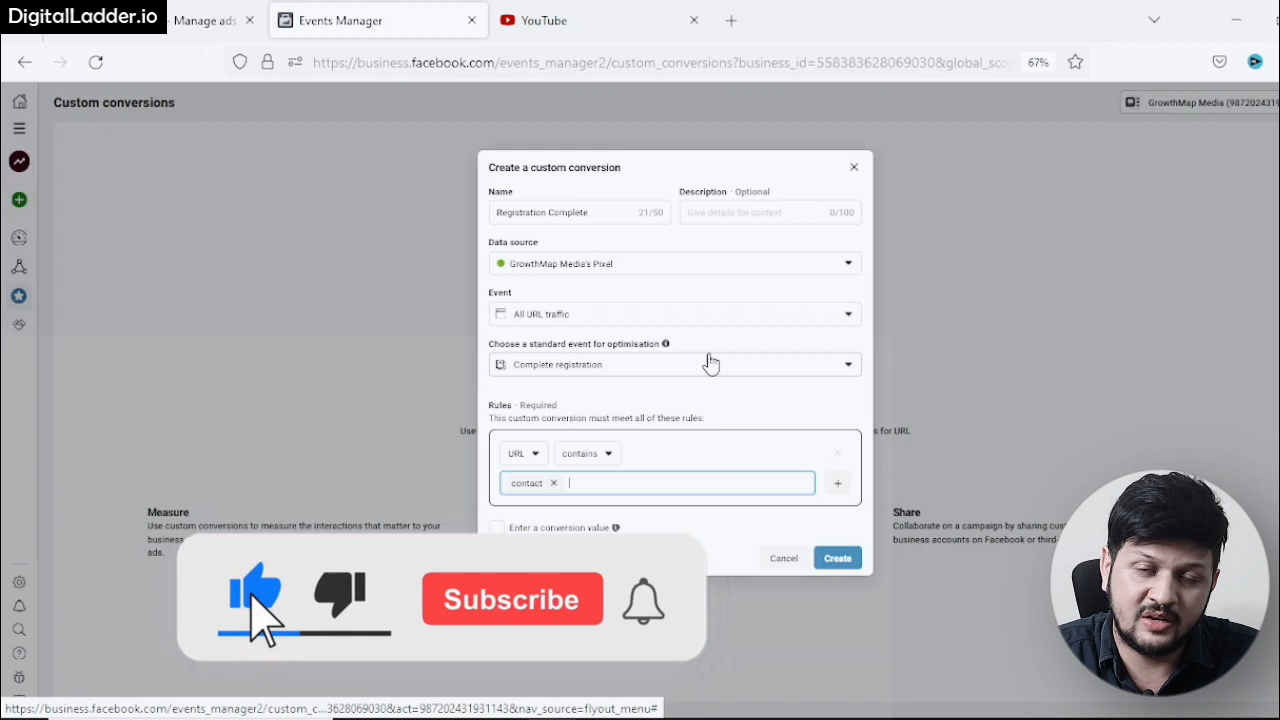 DigitalLadder.io
Manage ads
Events Manager
YouTube
https://business.facebook.com/events_manager2/custom_conversions?business_id=558383628069030&global_sco
67%
Custom conversions
GrowthMap Media (9872024319
Create a custom conversion
Name
Description · Optional
Registration Complete 21/50
Give details for context 0/100
Data source
GrowthMap Media's Pixel
Event
All URL traffic
Choose a standard event for optimisation
Complete registration
Rules · Required
This custom conversion must meet all of these rules:
Use
s for URL
URL
contains
contact
Measure
Use custom conversions to measure the interactions that matter to your
business
ads.
Share
Collaborate on a campaign by sharing cus
business accounts on Facebook or third-
Enter a conversion value
Cancel
Create
Subscribe
https://business.facebook.com/events_manager2/custom_c...3628069030&act=987202431931143&nav_source=flyout_menu#